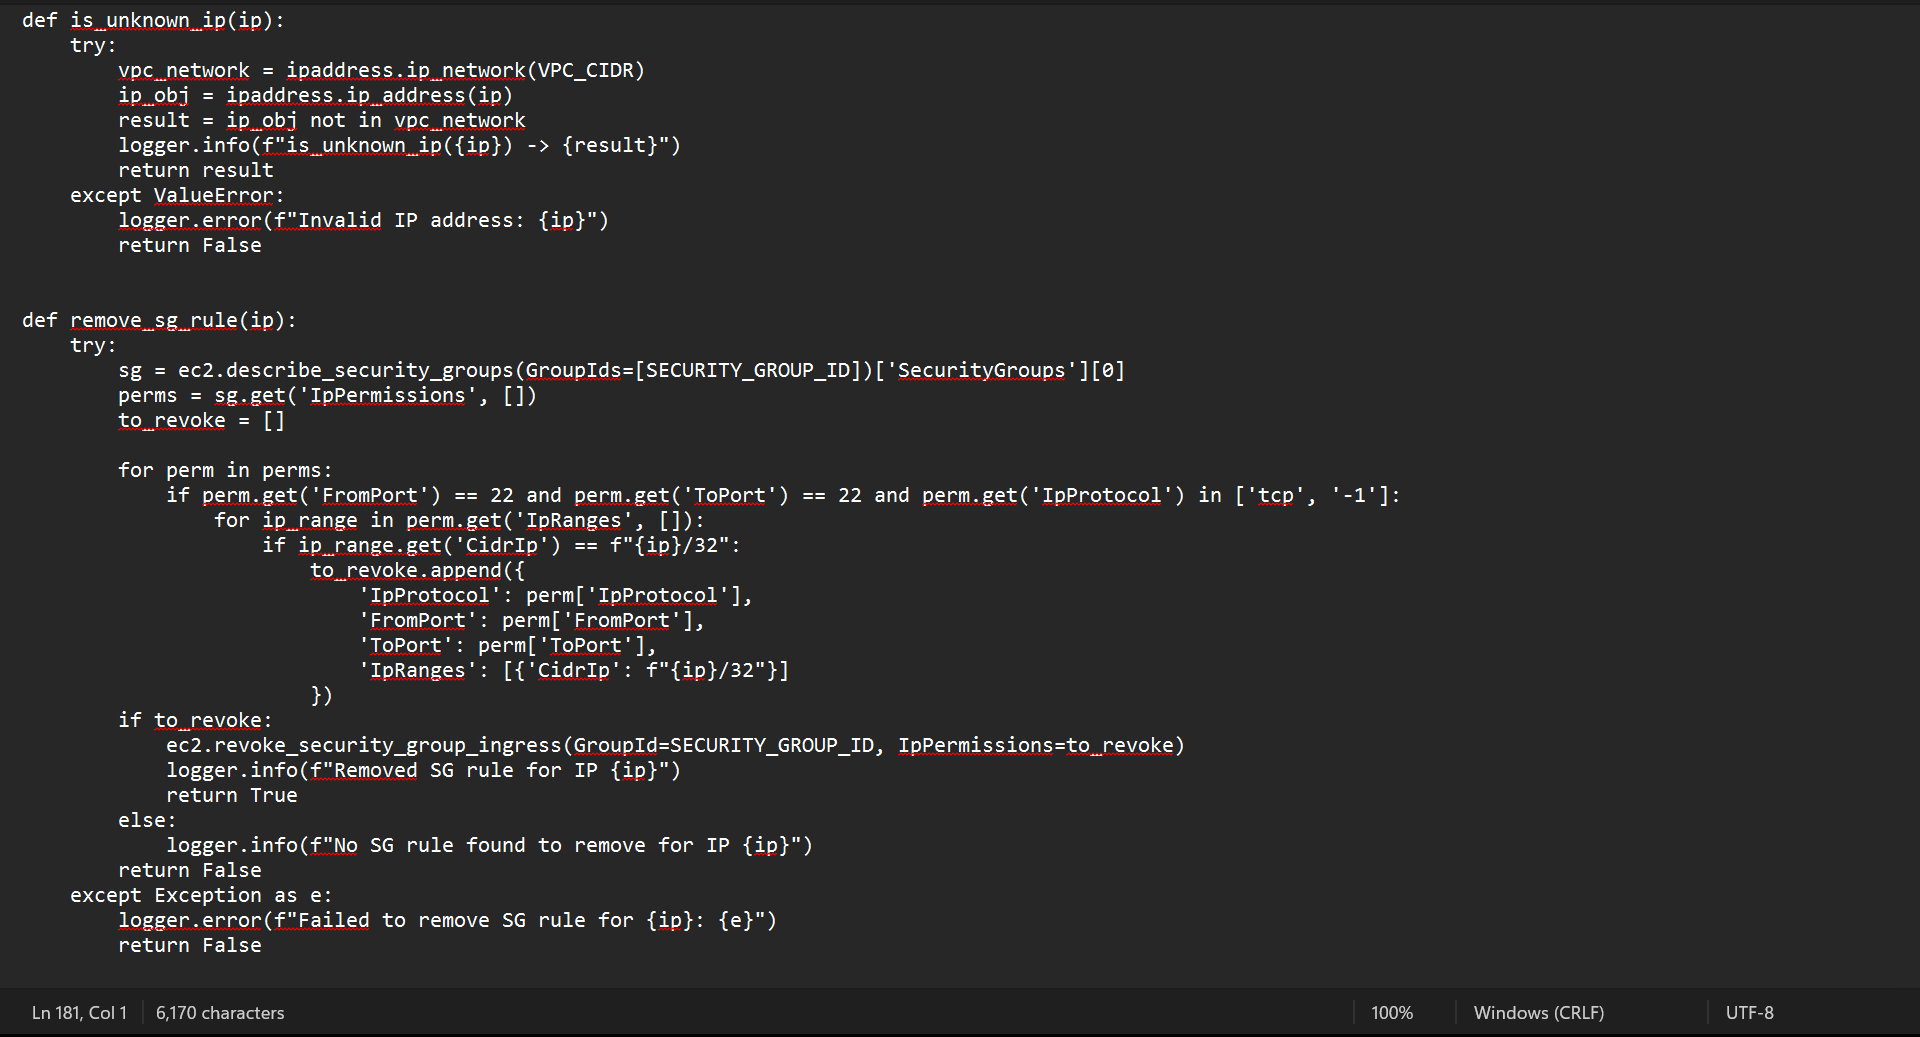 def is_unknown_ip(ip):
    try:
        vpc_network = ipaddress.ip_network(VPC_CIDR)
        ip_obj = ipaddress.ip_address(ip)
        result = ip_obj not in vpc_network
        logger.info(f"is_unknown_ip({ip}) -> {result}")
        return result
    except ValueError:
        logger.error(f"Invalid IP address: {ip}")
        return False


def remove_sg_rule(ip):
    try:
        sg = ec2.describe_security_groups(GroupIds=[SECURITY_GROUP_ID])['SecurityGroups'][0]
        perms = sg.get('IpPermissions', [])
        to_revoke = []

        for perm in perms:
            if perm.get('FromPort') == 22 and perm.get('ToPort') == 22 and perm.get('IpProtocol') in ['tcp', '-1']:
                for ip_range in perm.get('IpRanges', []):
                    if ip_range.get('CidrIp') == f"{ip}/32":
                        to_revoke.append({
                            'IpProtocol': perm['IpProtocol'],
                            'FromPort': perm['FromPort'],
                            'ToPort': perm['ToPort'],
                            'IpRanges': [{'CidrIp': f"{ip}/32"}]
                        })
        if to_revoke:
            ec2.revoke_security_group_ingress(GroupId=SECURITY_GROUP_ID, IpPermissions=to_revoke)
            logger.info(f"Removed SG rule for IP {ip}")
            return True
        else:
            logger.info(f"No SG rule found to remove for IP {ip}")
        return False
    except Exception as e:
        logger.error(f"Failed to remove SG rule for {ip}: {e}")
        return False
Ln 181, Col 1 6,170 characters 100% Windows (CRLF) UTF-8